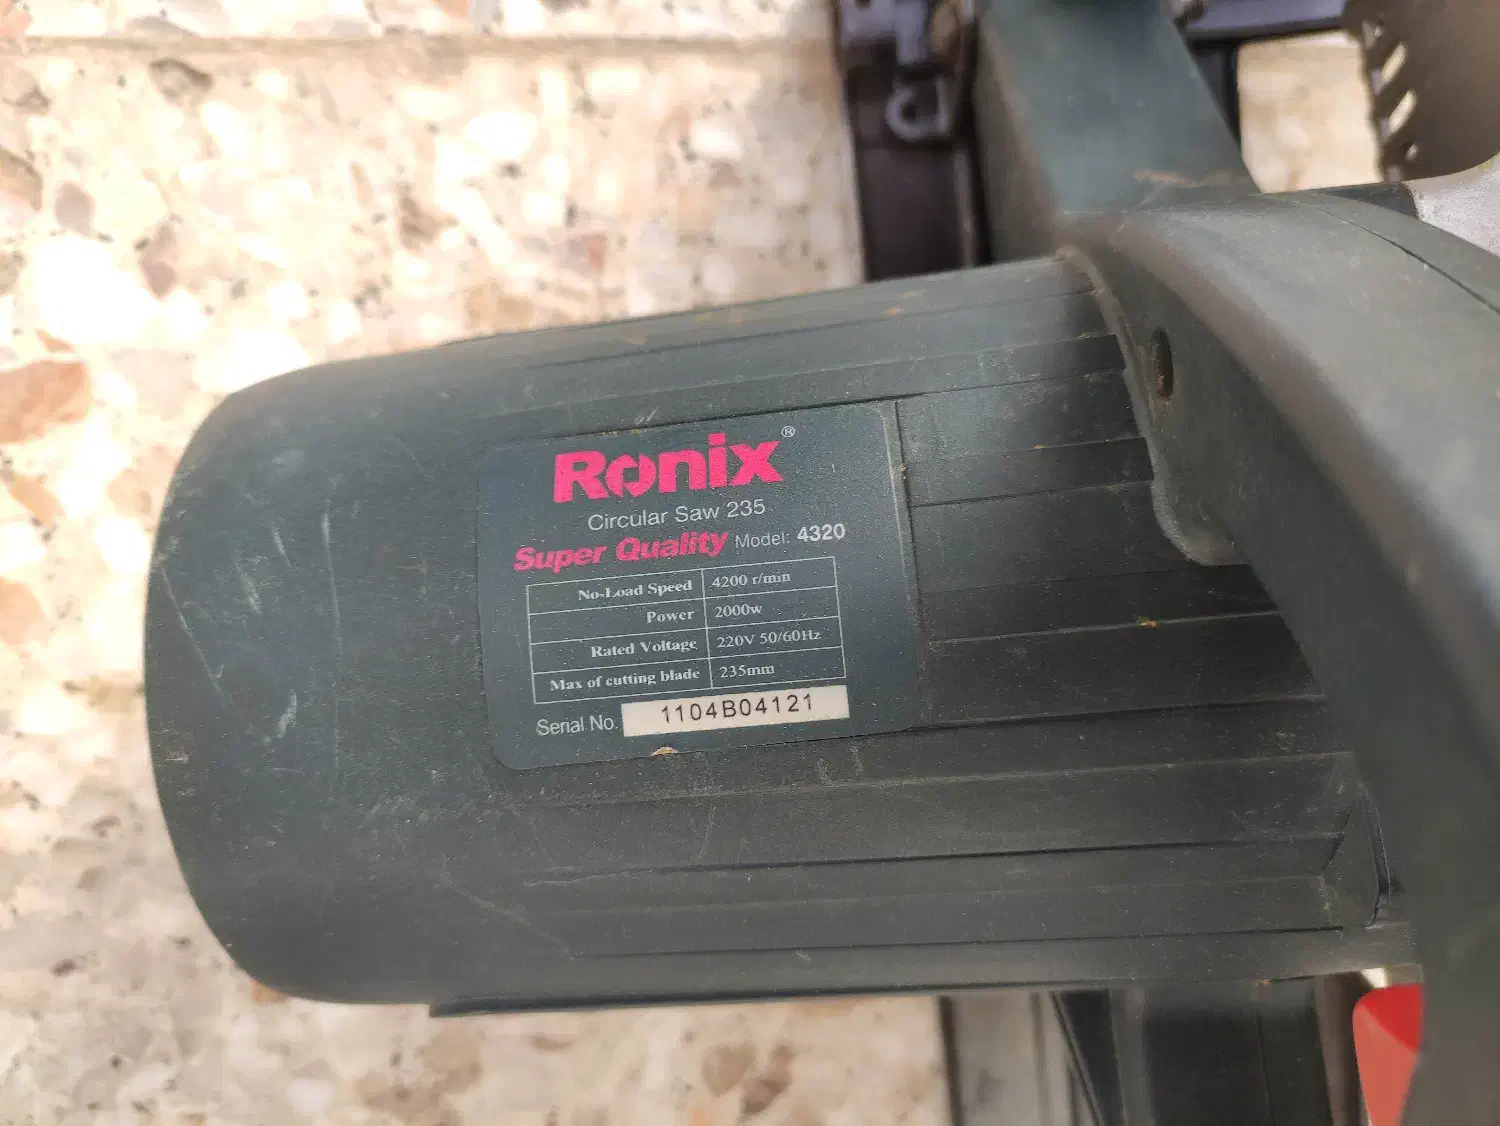 Ronix®
Circular Saw 235
Super Quality Model: 4320
No-Load Speed 4200 r/min
Power 2000w
Rated Voltage 220V 50/60Hz
Max of cutting blade 235mm
Serial No. 1104B04121